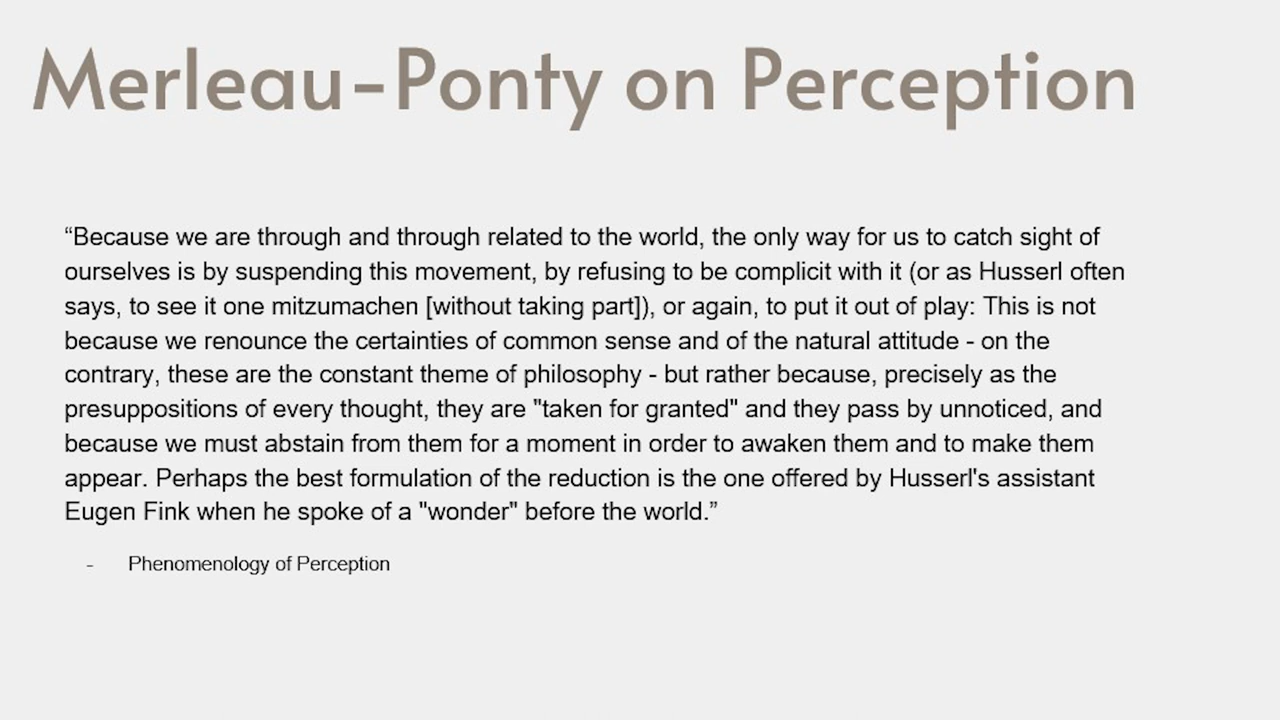 Merleau-Ponty on Perception
“Because we are through and through related to the world, the only way for us to catch sight of
ourselves is by suspending this movement, by refusing to be complicit with it (or as Husserl often
says, to see it one mitzumachen [without taking part]), or again, to put it out of play: This is not
because we renounce the certainties of common sense and of the natural attitude - on the
contrary, these are the constant theme of philosophy - but rather because, precisely as the
presuppositions of every thought, they are "taken for granted" and they pass by unnoticed, and
because we must abstain from them for a moment in order to awaken them and to make them
appear. Perhaps the best formulation of the reduction is the one offered by Husserl's assistant
Eugen Fink when he spoke of a "wonder" before the world.”
- Phenomenology of Perception